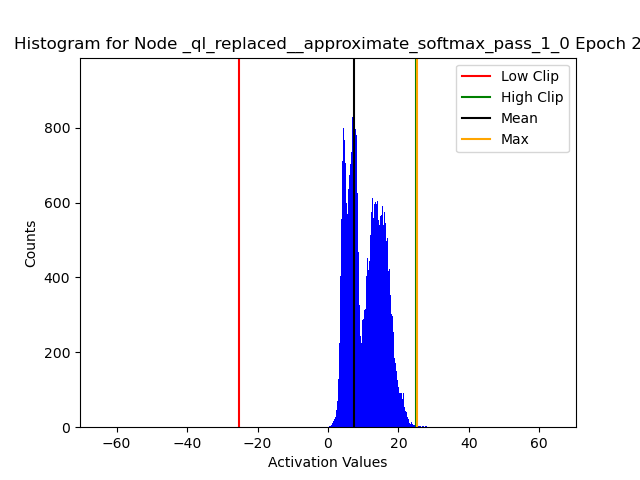 Histogram for Node _ql_replaced__approximate_softmax_pass_1_0 Epoch 2
Low Clip
High Clip
Mean
Max
Counts
800
600
400
200
0
−60
−40
−20
0
20
40
60
Activation Values